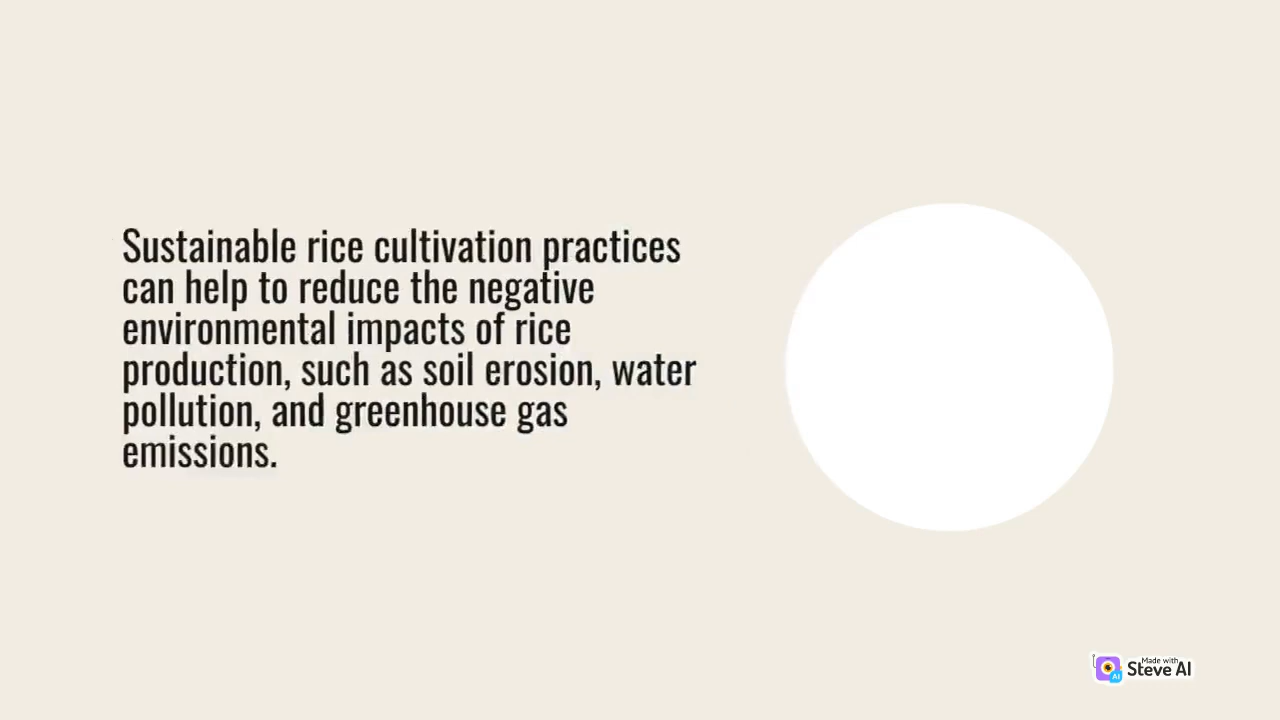 Sustainable rice cultivation practices
can help to reduce the negative
environmental impacts of rice
production, such as soil erosion, water
pollution, and greenhouse gas
emissions.
Made with
AI Steve AI